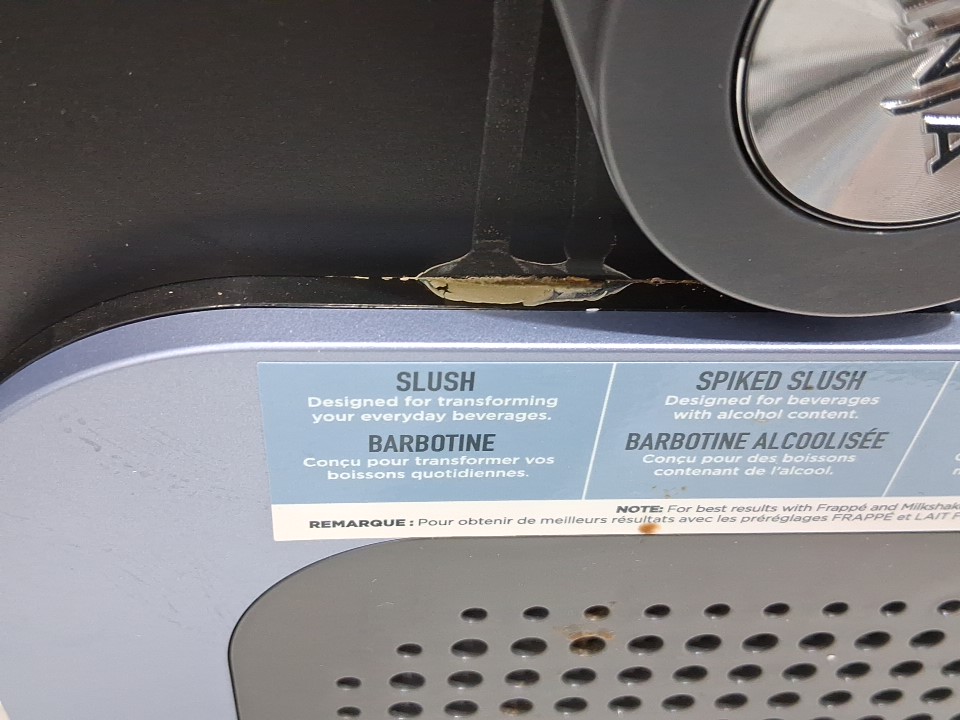 SLUSH
Designed for transforming
your everyday beverages.
BARBOTINE
Conçu pour transformer vos
boissons quotidiennes.
SPIKED SLUSH
Designed for beverages
with alcohol content.
BARBOTINE ALCOOLISÉE
Conçu pour des boissons
contenant de l'alcool.
NOTE: For best results with Frappé and Milkshake
REMARQUE : Pour obtenir de meilleurs résultats avec les préréglages FRAPPÉ et LAIT F
NJA